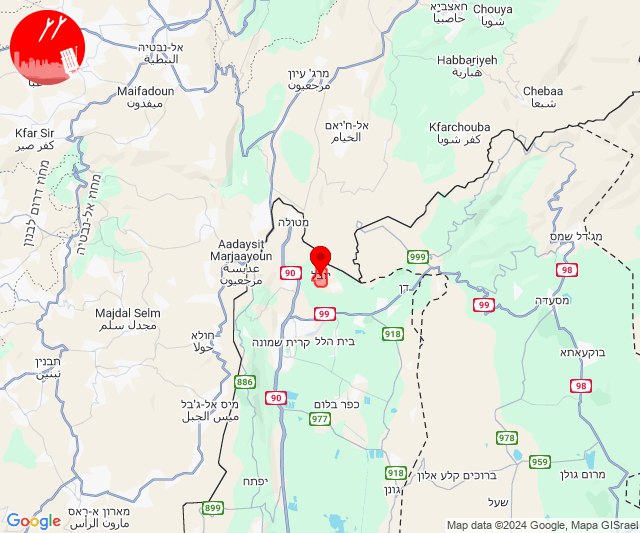 Chouya
חאצביא
حاصبيا
شويا
אל-נבטיה
النبطية
Habbariyeh
هبارية
מרג' עיון
مرجعيون
Maifadoun
ميفدون
Chebaa
شبعا
Kfar Sir
كفر صير
אל-ח'יאם
الخيام
Kfarchouba
كفر شوبا
מחוז דרום לבנון
מחוז אל-נבטיה
מטולה
מג'דל שמס
Aadaysit
Marjaayoun
عديسة
مرجعيون
999
90
יובל
98
דן
99
מסעדה
99
Majdal Selm
مجدل سلم
חולא
حولا
קרית שמונה
בית הלל
918
בוקעאתא
תבנין
تبنين
886
98
90
מיס אל-ג'בל
ميس الجبل
כפר בלום
977
978
959
918
ברוכים קלע אלון
מרום גולן
יפתח
גונן
שעל
899
מארון א-ראס
مارون الراس
Google
Map data ©2024 Google, Mapa GISrael